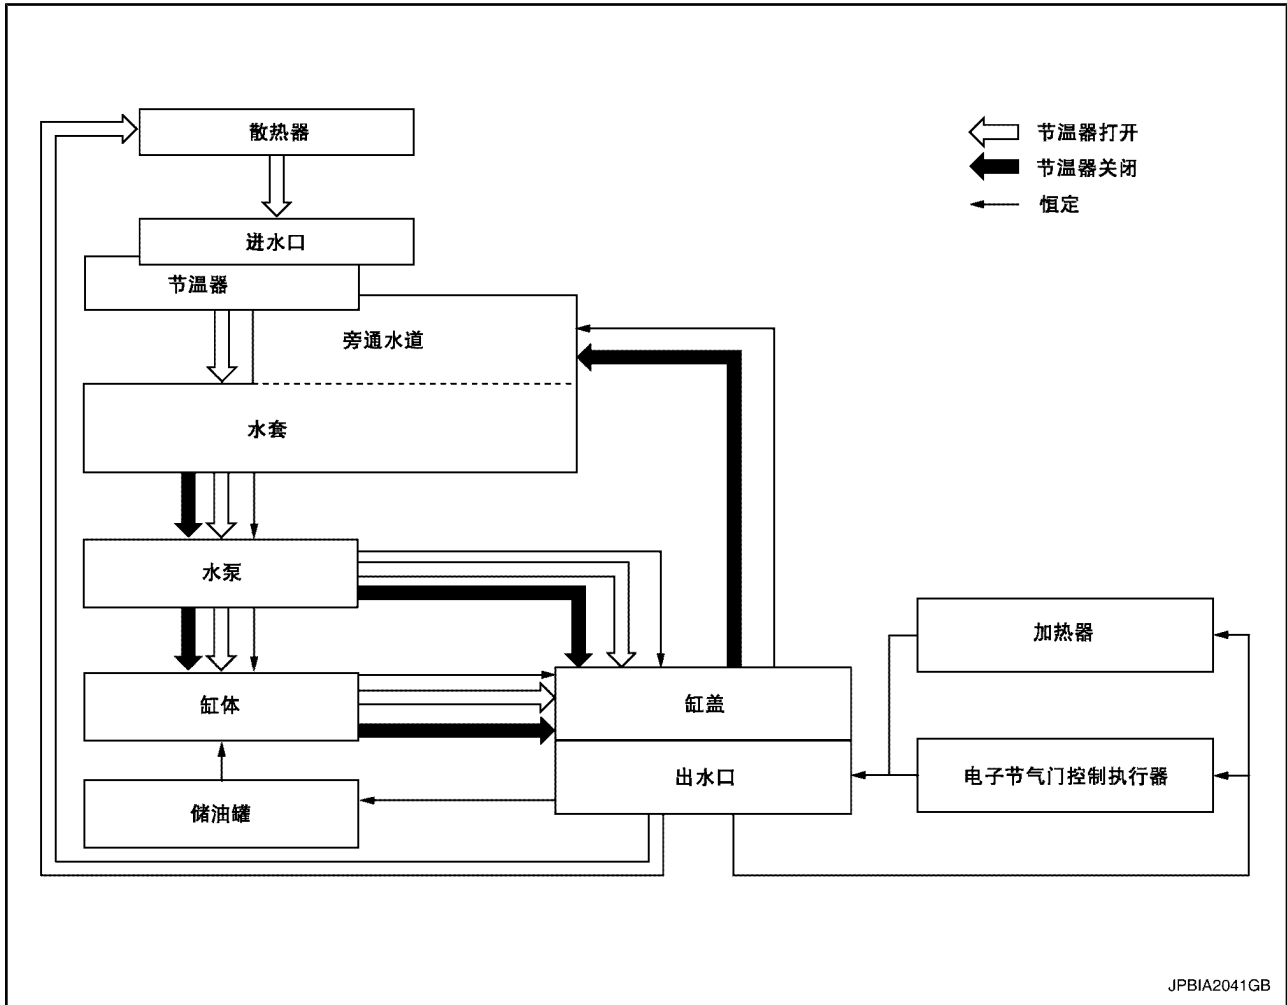 散热器
节温器打开
节温器关闭
恒定
进水口
节温器
旁通水道
水套
水泵
加热器
缸体
缸盖
出水口
电子节气门控制执行器
储油罐
JPBIA2041GB